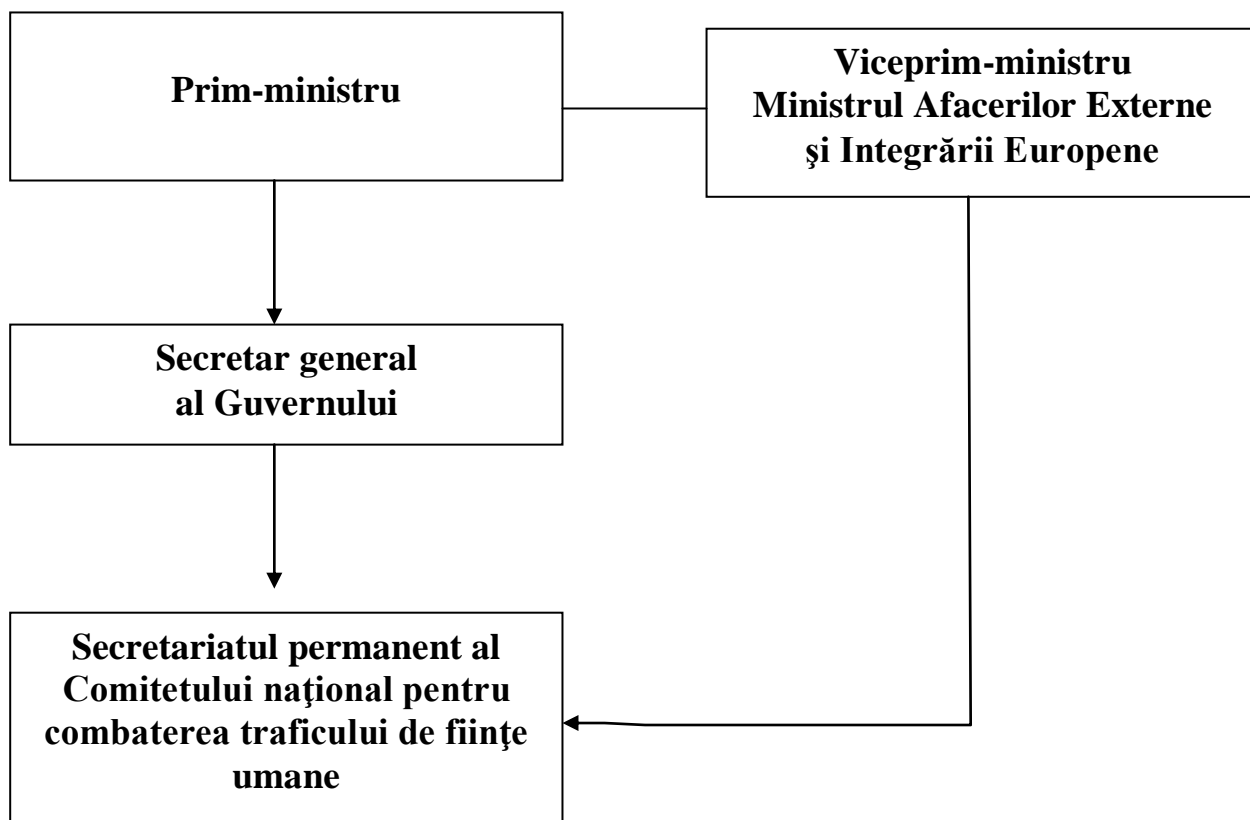 Prim-ministru
Viceprim-ministru
Ministrul Afacerilor Externe
şi Integrării Europene
Secretar general
al Guvernului
Secretariatul permanent al
Comitetului naţional pentru
combaterea traficului de fiinţe
umane